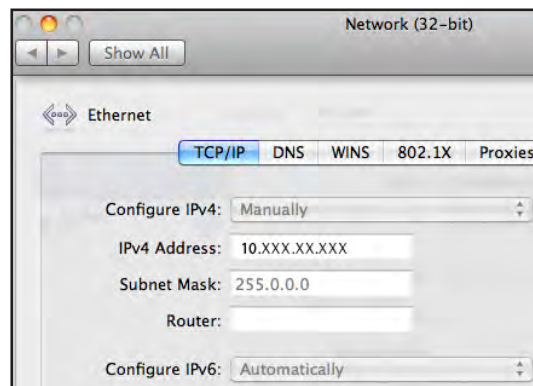 Network (32-bit)
Show All
Ethernet
TCP/IP DNS WINS 802.1X Proxies
Configure IPv4: Manually
IPv4 Address: 10.XXX.XX.XXX
Subnet Mask: 255.0.0.0
Router:
Configure IPv6: Automatically